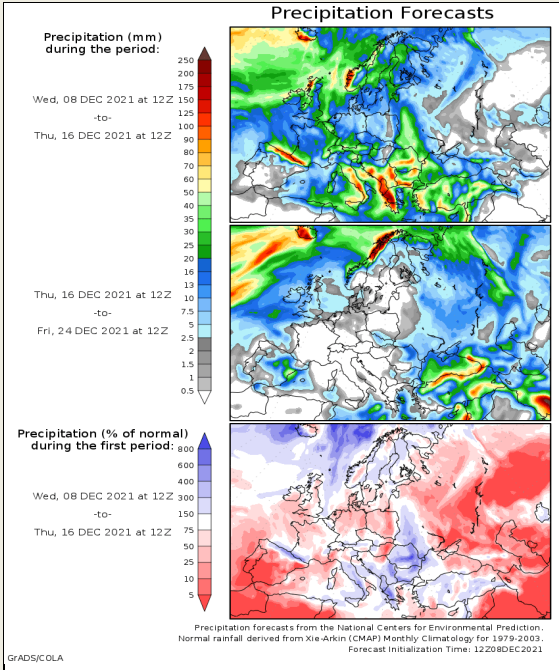 Precipitation Forecasts
Precipitation (mm)
during the period:
Wed, 08 DEC 2021 at 12Z
-to-
Thu, 16 DEC 2021 at 12Z
250
200
175
150
125
100
90
80
70
60
50
40
35
30
25
20
16
13
10
7.5
5
2.5
2
1.5
1
0.5
Thu, 16 DEC 2021 at 12Z
-to-
Fri, 24 DEC 2021 at 12Z
Precipitation (% of normal)
during the first period:
Wed, 08 DEC 2021 at 12Z
-to-
Thu, 16 DEC 2021 at 12Z
800
600
400
300
150
75
50
25
10
5
Precipitation forecasts from the National Centers for Environmental Prediction.
Normal rainfall derived from Xie-Arkin (CMAP) Monthly Climatology for 1979-2003.
Forecast Initialization Time: 12Z08DEC2021
GrADS/COLA